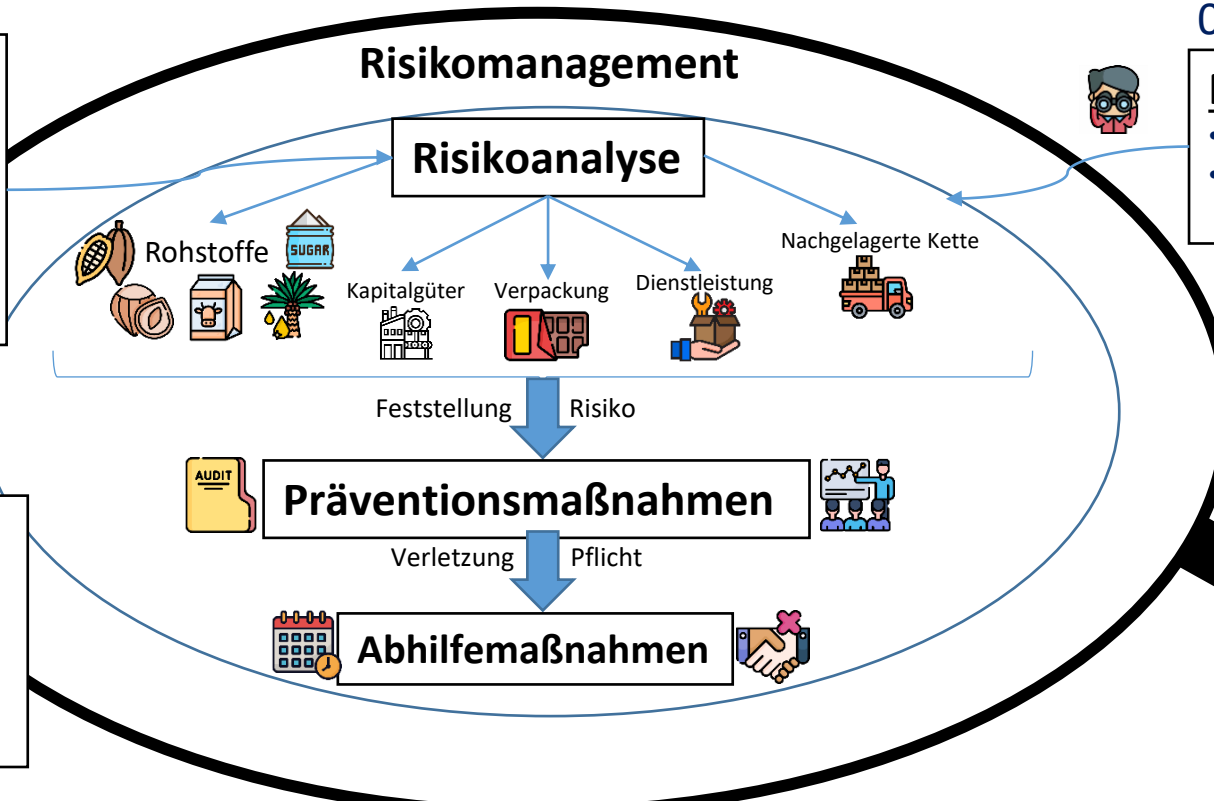 Risikomanagement
Risikoanalyse
Rohstoffe
SUGAR
Nachgelagerte Kette
Kapitalgüter
Verpackung
Dienstleistung
Feststellung Risiko
AUDIT
Präventionsmaßnahmen
Verletzung Pflicht
Abhilfemaßnahmen